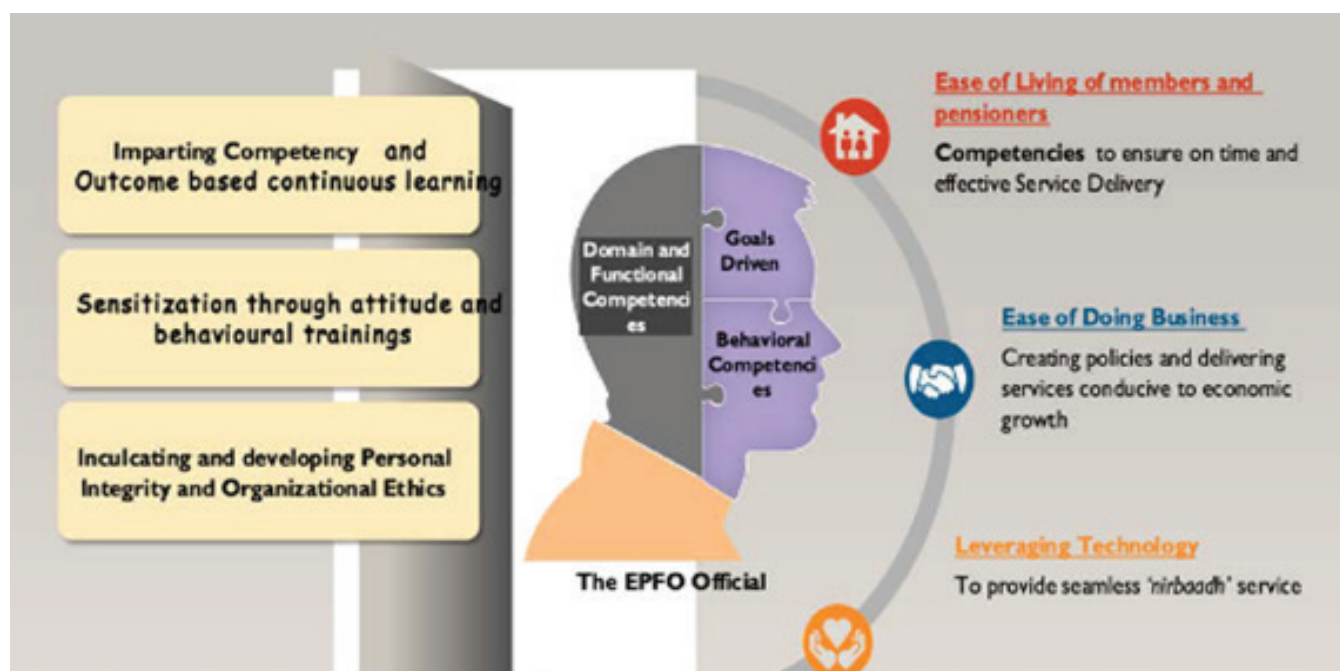 Imparting Competency and
Outcome based continuous learning
Sensitization through attitude and
behavioural trainings
Inculcating and developing Personal
Integrity and Organizational Ethics
Domain and
Functional
Competenci
es
Goals
Driven
Behavioral
Competenci
es
The EPFO Official
Ease of Living of members and
pensioners
Competencies to ensure on time and
effective Service Delivery
Ease of Doing Business
Creating policies and delivering
services conducive to economic
growth
Leveraging Technology
To provide seamless 'nirbaadh' service